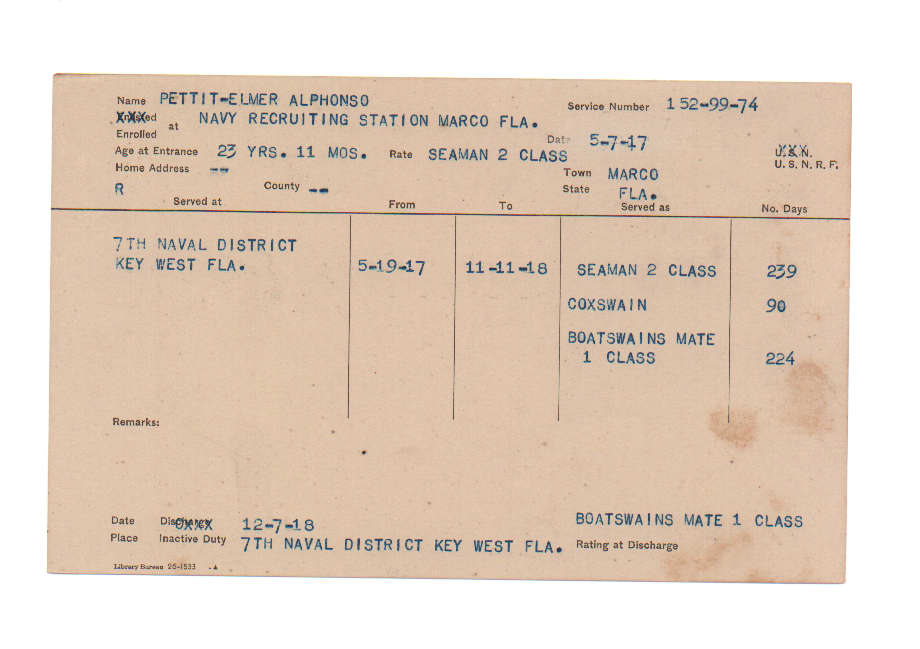 Name PETTIT-ELMER ALPHONSO Service Number 152-99-74
Enlisted
Enrolled at NAVY RECRUITING STATION MARCO FLA. Date 5-7-17
Age at Entrance 23 YRS. 11 MOS. Rate SEAMAN 2 CLASS U.S.N.
U. S. N. R. F.
Home Address -- Town MARCO
R County -- State FLA.
Served at From To Served as No. Days
7TH NAVAL DISTRICT
KEY WEST FLA. 5-19-17 11-11-18 SEAMAN 2 CLASS 239
COXSWAIN 90
BOATSWAINS MATE
1 CLASS 224
Remarks:
Date Discharge 12-7-18 BOATSWAINS MATE 1 CLASS
Place Inactive Duty 7TH NAVAL DISTRICT KEY WEST FLA. Rating at Discharge
Library Bureau 26-1533 -A